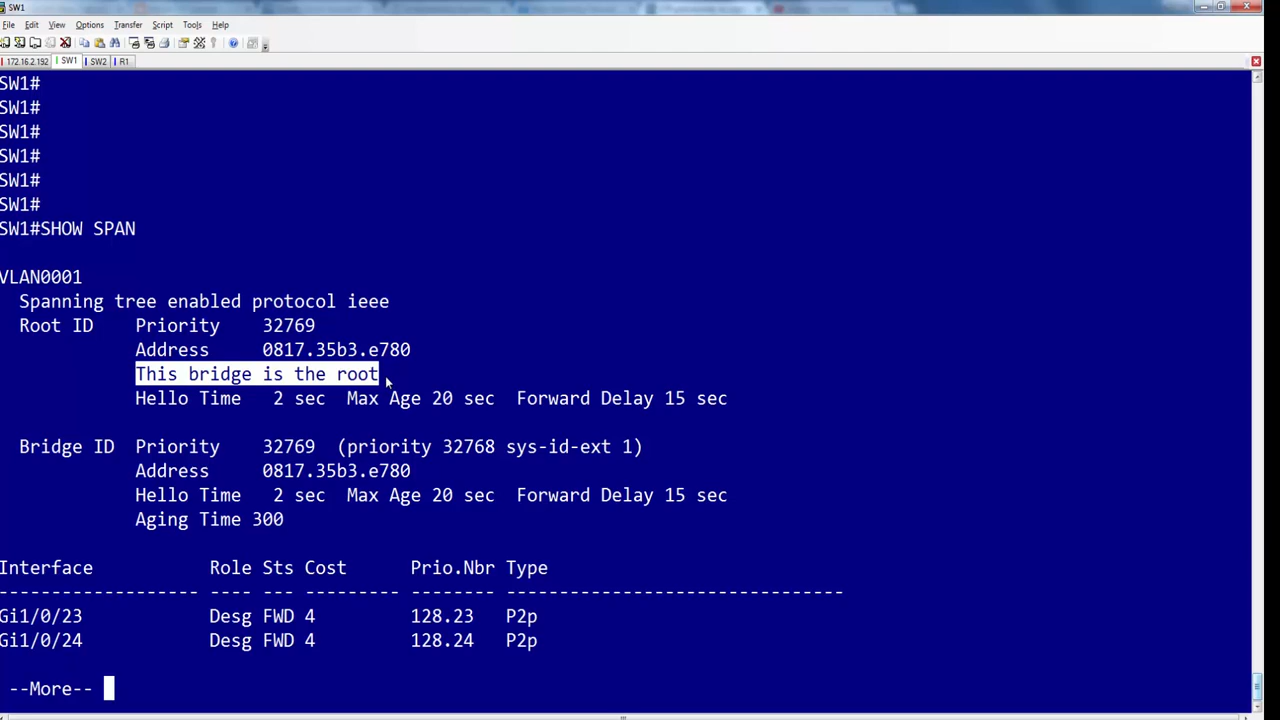 SW1
File Edit View Options Transfer Script Tools Help
172.16.2.192 SW1 SW2 R1
SW1#
SW1#
SW1#
SW1#
SW1#
SW1#
SW1#SHOW SPAN
VLAN0001
Spanning tree enabled protocol ieee
Root ID Priority 32769
Address 0817.35b3.e780
This bridge is the root
Hello Time 2 sec Max Age 20 sec Forward Delay 15 sec
Bridge ID Priority 32769 (priority 32768 sys-id-ext 1)
Address 0817.35b3.e780
Hello Time 2 sec Max Age 20 sec Forward Delay 15 sec
Aging Time 300
Interface Role Sts Cost Prio.Nbr Type
------------------- ---- --- --------- -------- --------------------------------
Gi1/0/23 Desg FWD 4 128.23 P2p
Gi1/0/24 Desg FWD 4 128.24 P2p
--More--